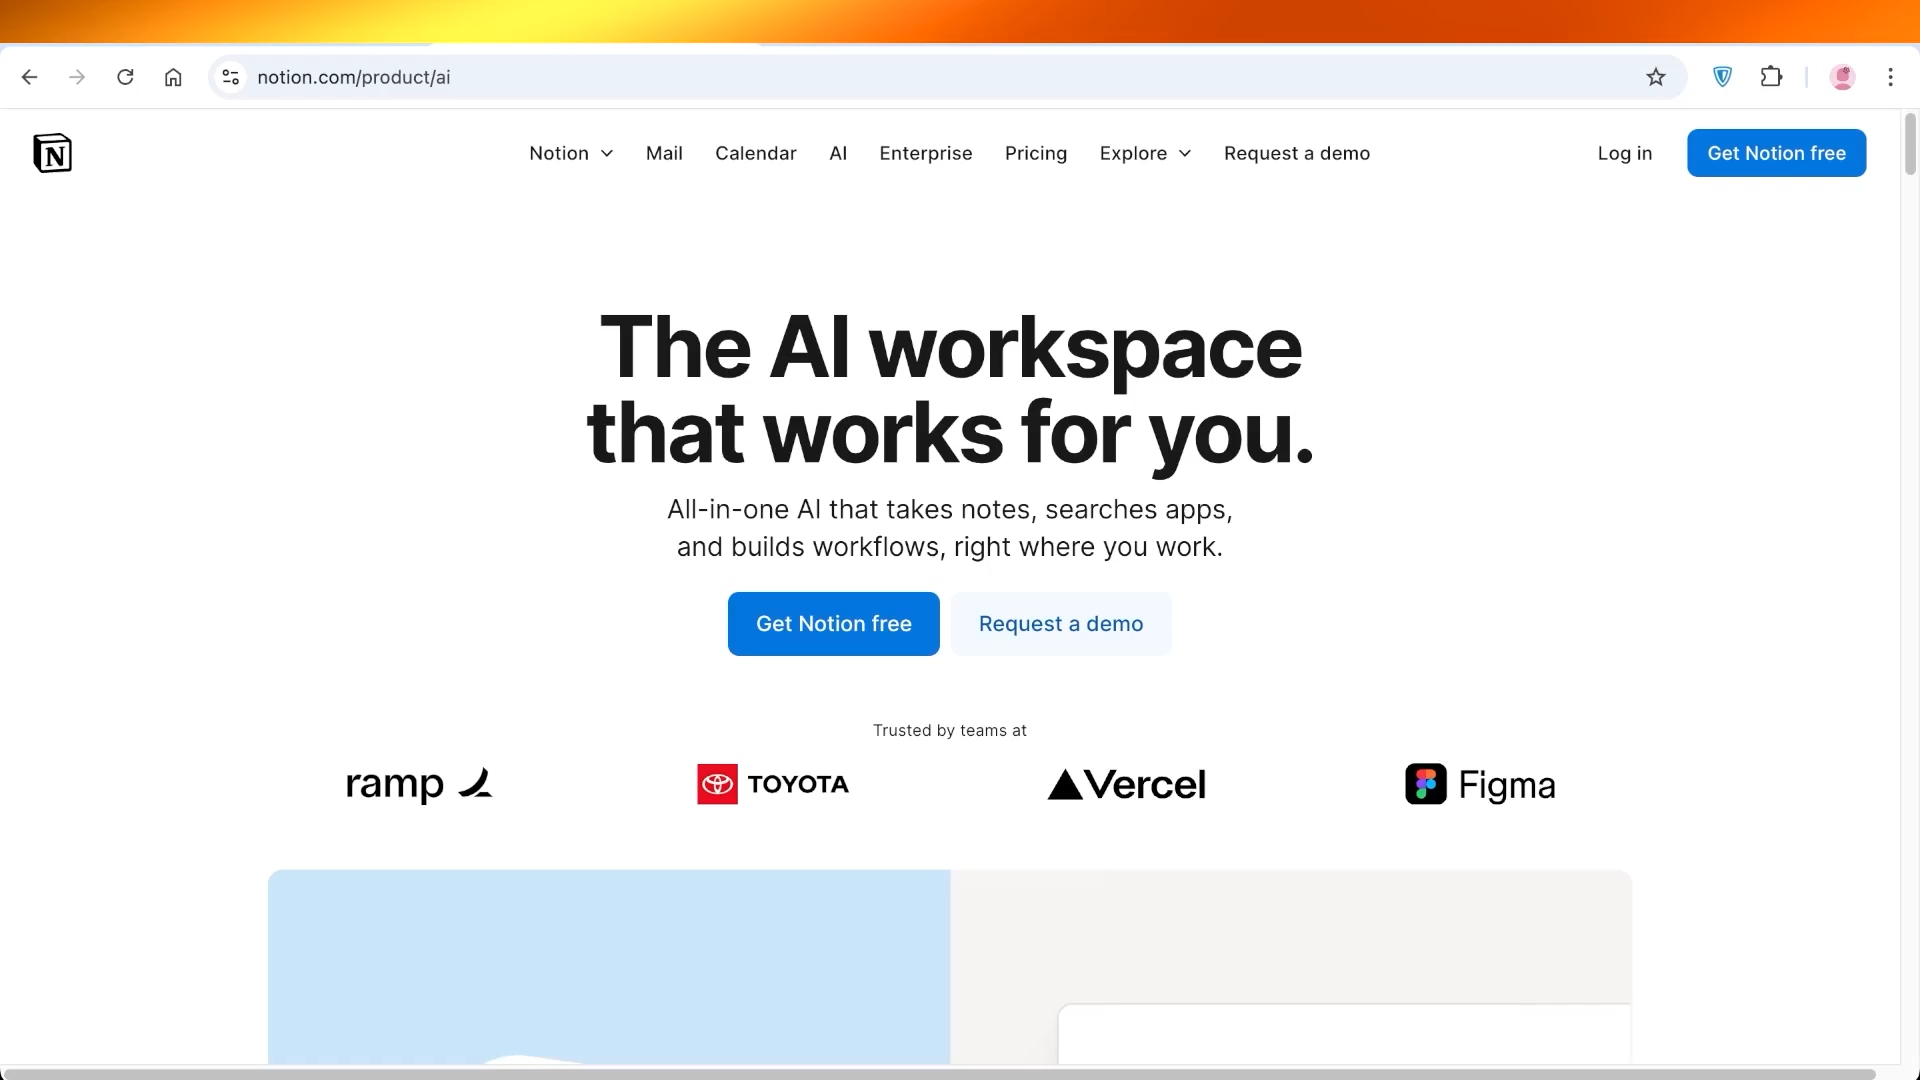 notion.com/product/ai
N
Notion
Mail
Calendar
AI
Enterprise
Pricing
Explore
Request a demo
Log in
Get Notion free
The AI workspace
that works for you.
All-in-one AI that takes notes, searches apps,
and builds workflows, right where you work.
Get Notion free
Request a demo
Trusted by teams at
ramp
TOYOTA
Vercel
Figma